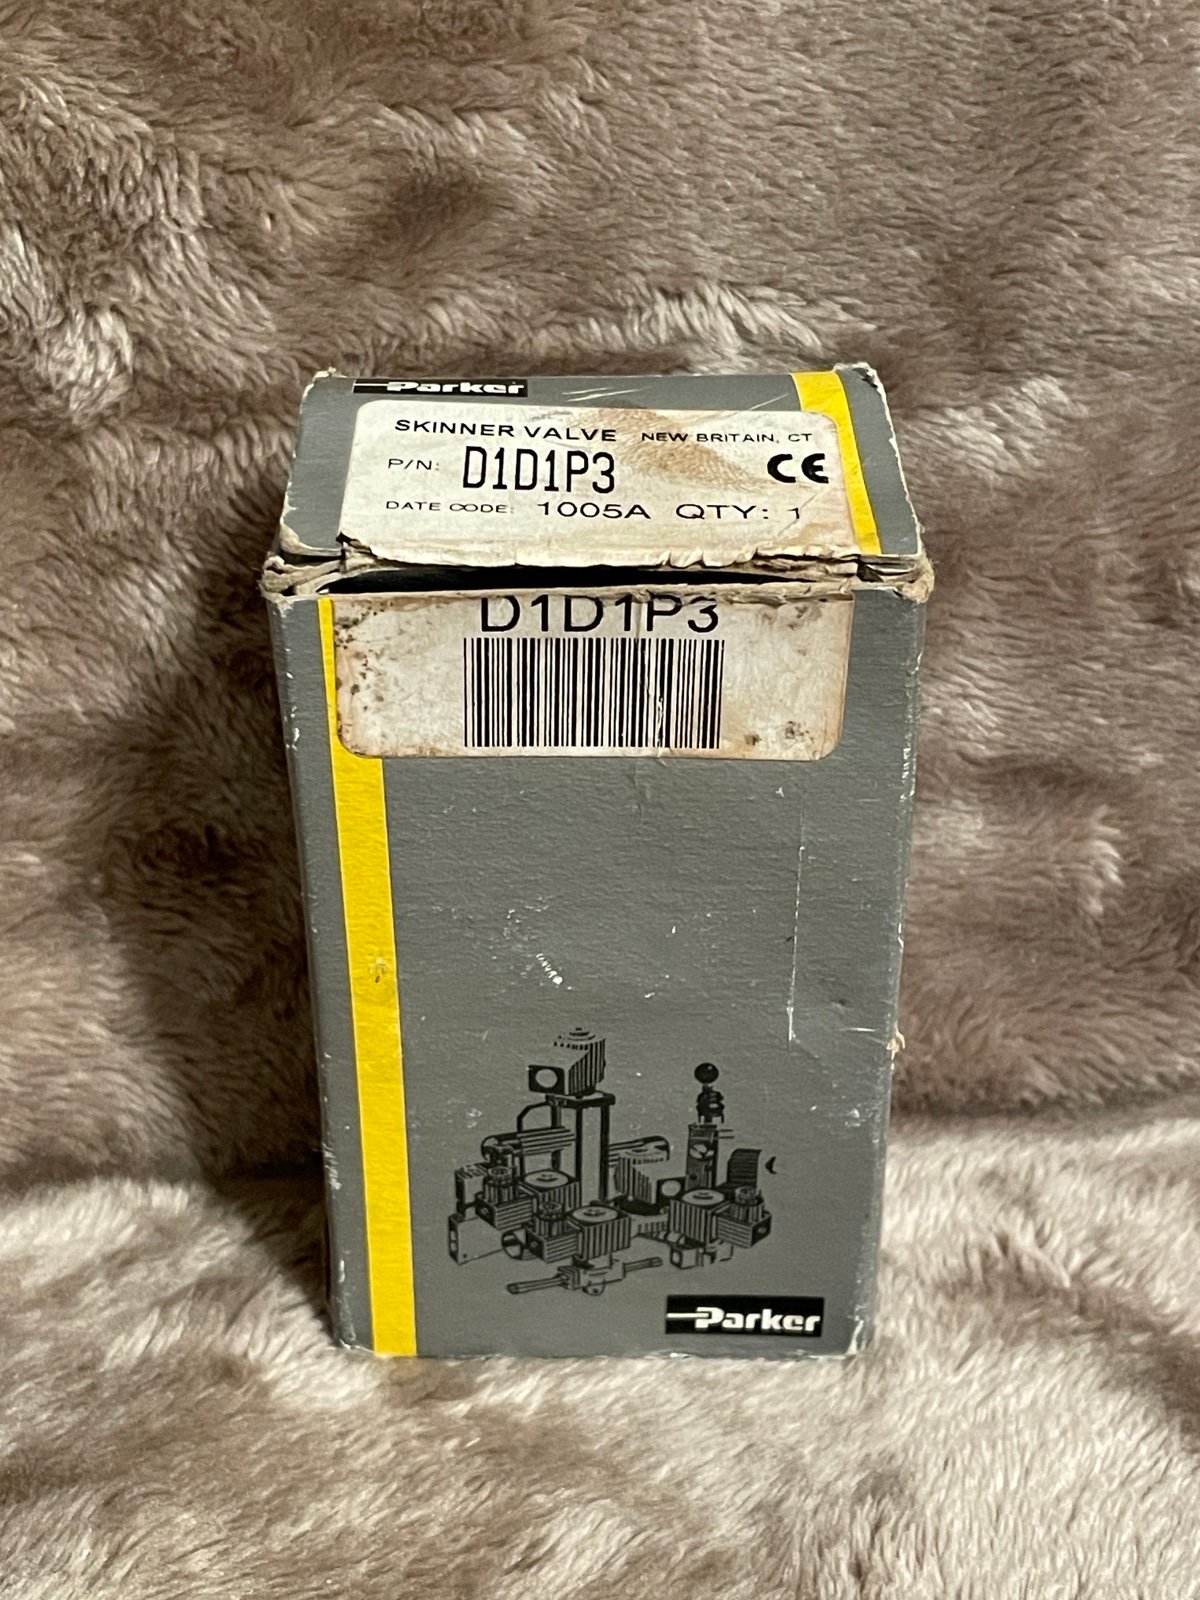 Parker
SKINNER VALVE NEW BRITAIN, CT
P/N: D1D1P3 CE
DATE CODE: 1005A QTY: 1
D1D1P3
Parker